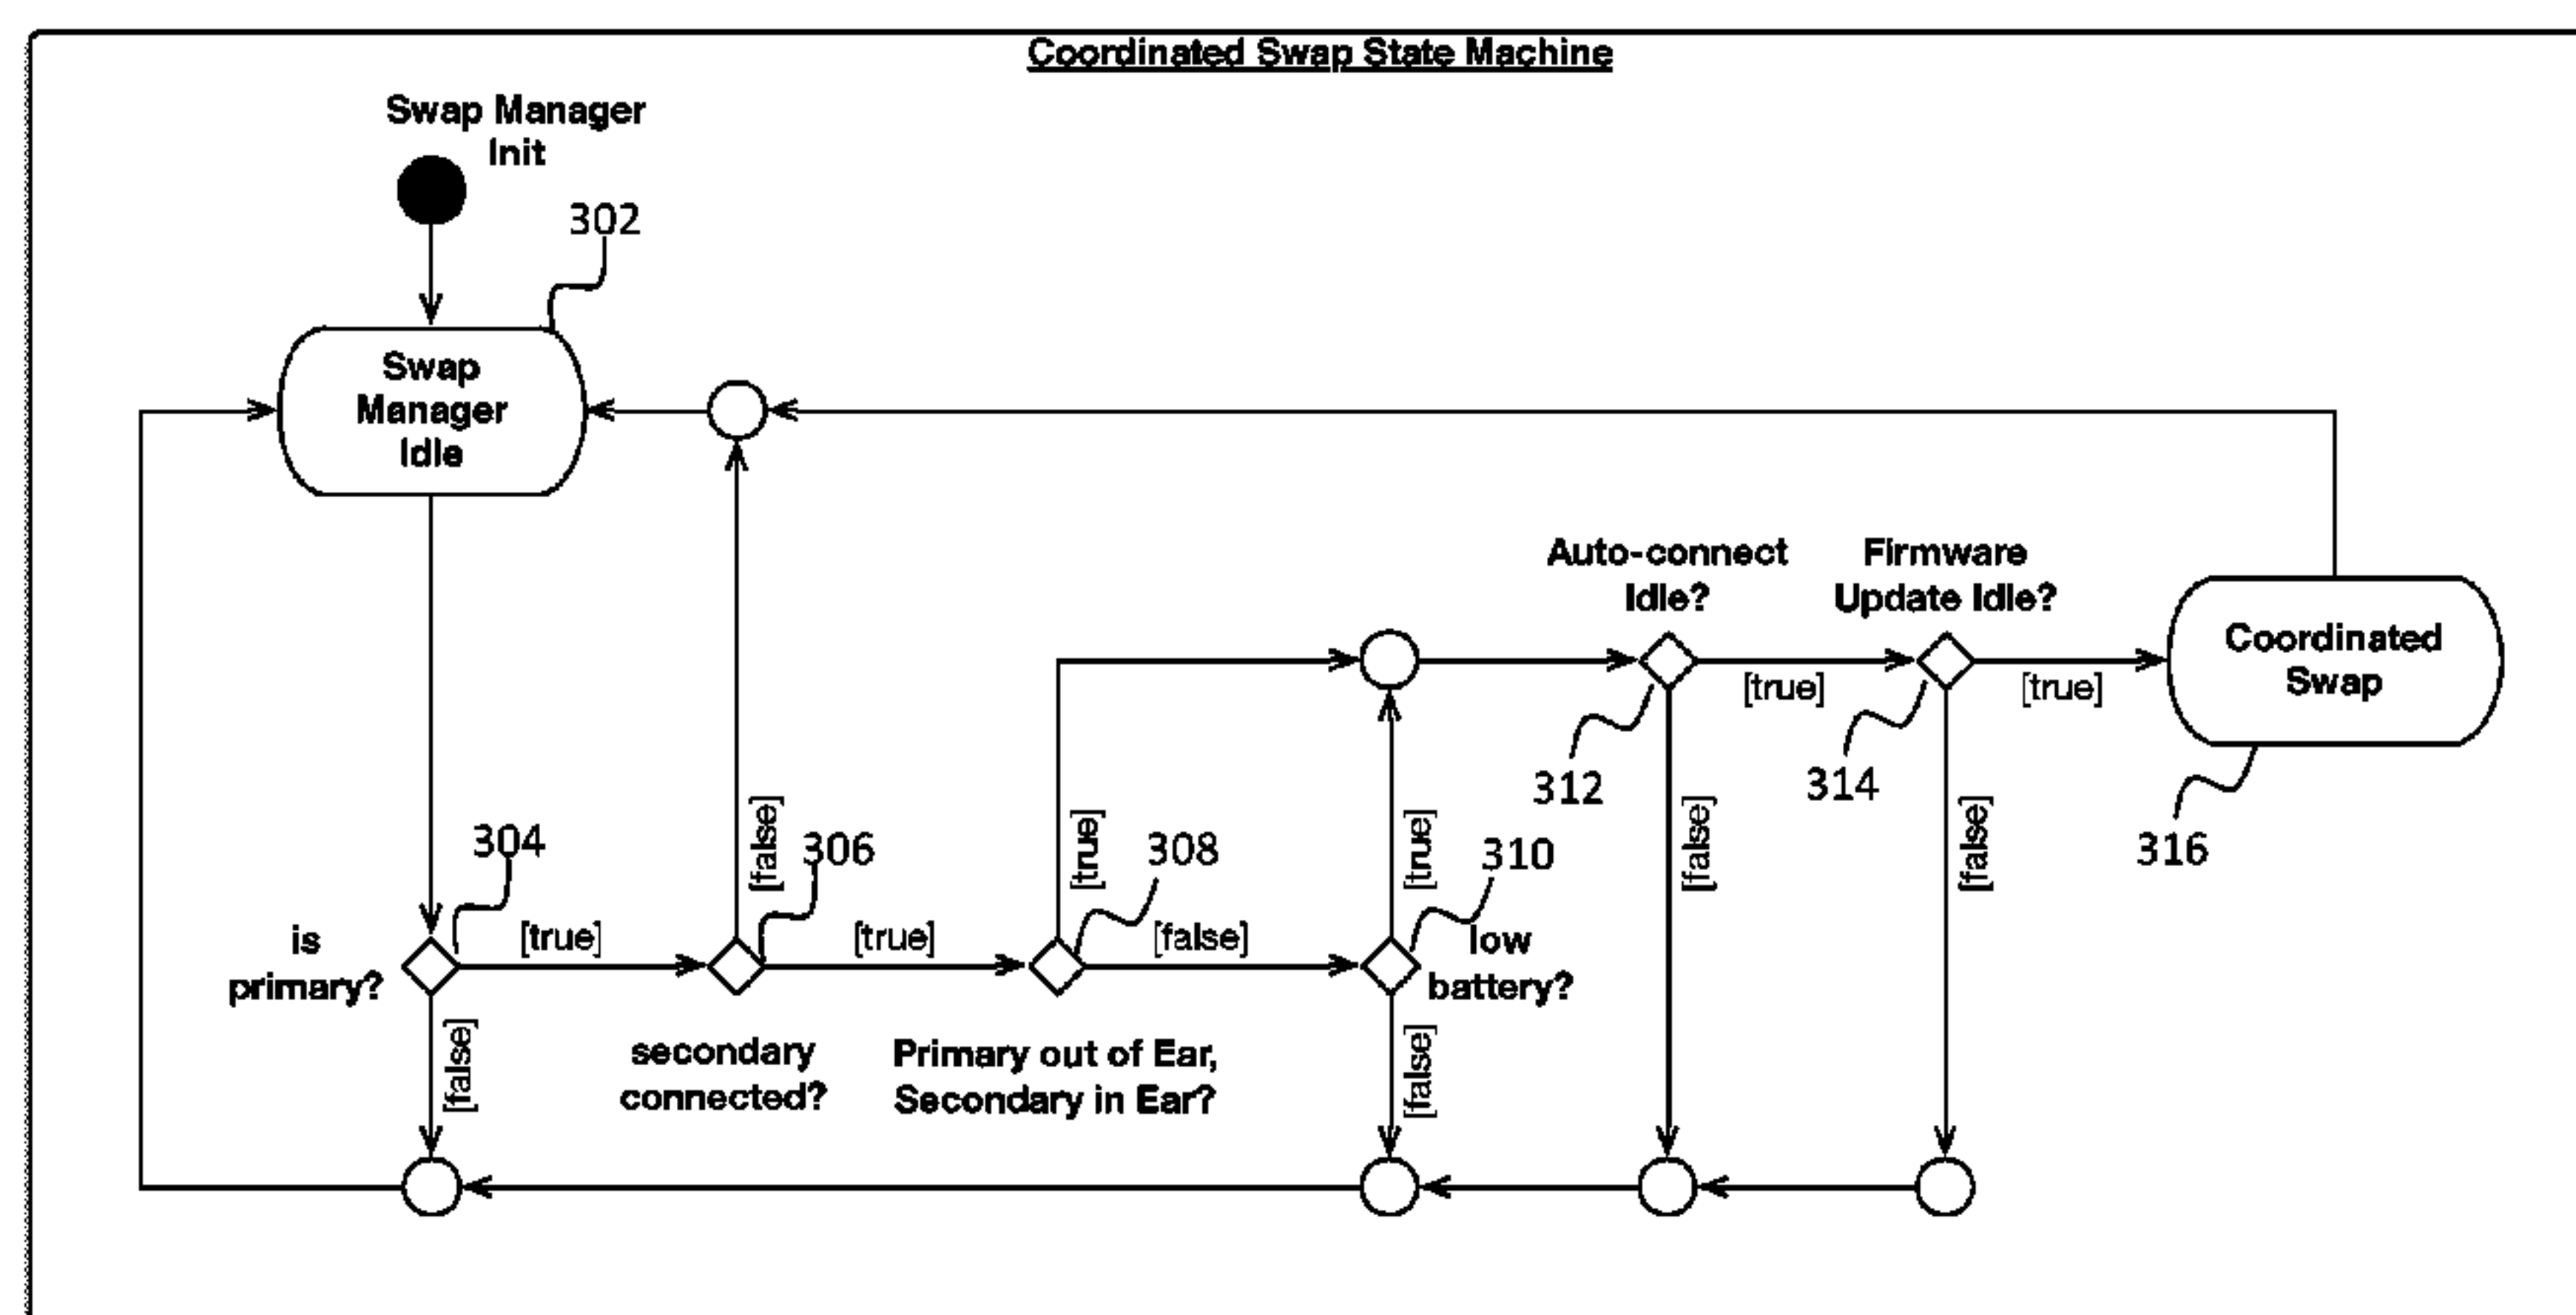 Coordinated Swap State Machine
Swap Manager
Init
302
Swap
Manager
Idle
Auto-connect
Idle?
Firmware
Update Idle?
Coordinated
Swap
[true]
[true]
312
314
316
[false]
[true]
[true]
[false]
[false]
304
306
308
310
is
primary?
[true]
[true]
[false]
low
battery?
[false]
secondary
connected?
Primary out of Ear,
Secondary in Ear?
[false]